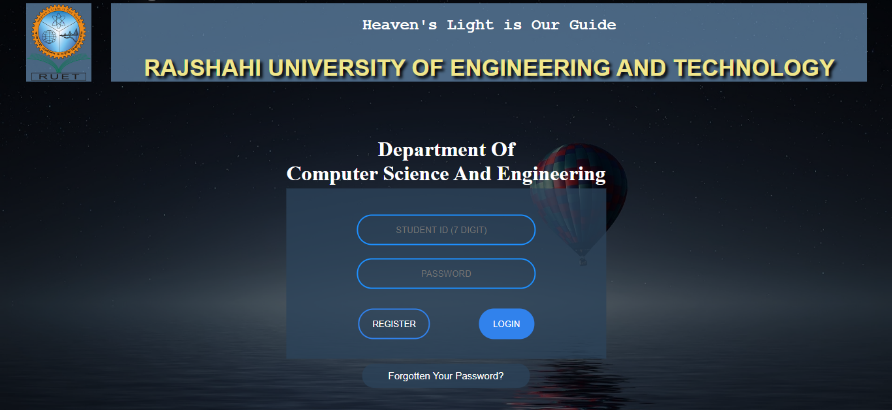 Heaven's Light is Our Guide
RUET
RAJSHAHI UNIVERSITY OF ENGINEERING AND TECHNOLOGY
Department Of
Computer Science And Engineering
STUDENT ID (7 DIGIT)
PASSWORD
REGISTER
LOGIN
Forgotten Your Password?